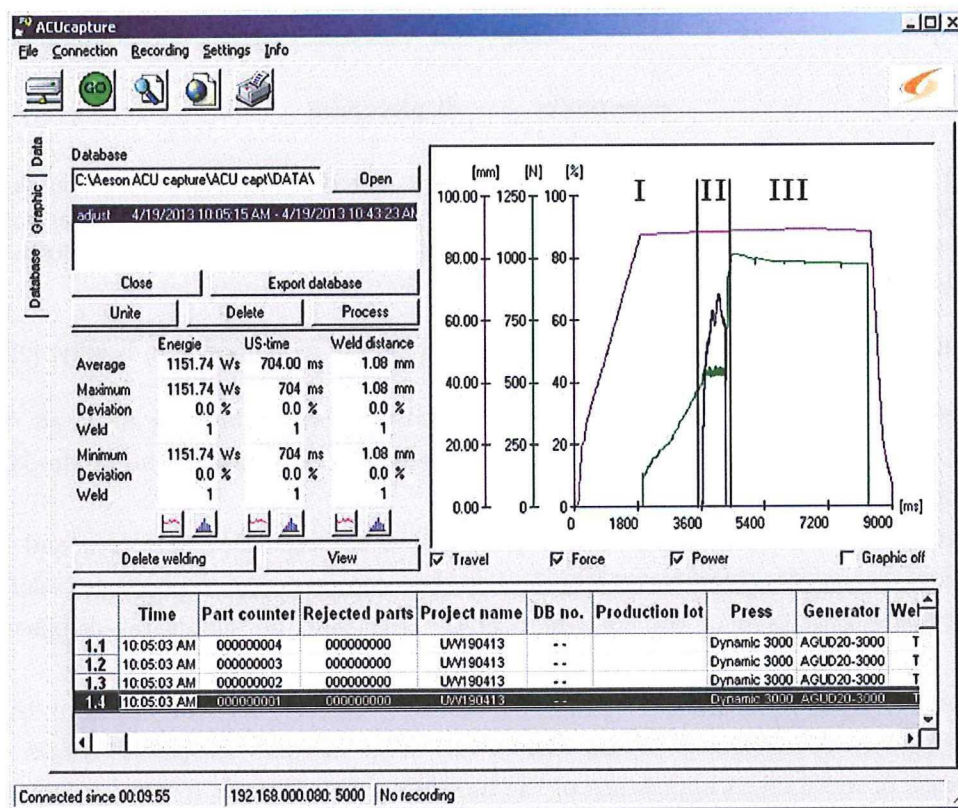 ACUcapture
File Connection Recording Settings Info
GO
Data
Graphic
Database
Database
C:\Aeson ACU capture\ACU capt\DATA\ Open
adjust 4/19/2013 10:05:15 AM - 4/19/2013 10:43:23 AM
Close Export database
Unite Delete Process
Energie US-time Weld distance
Average 1151.74 Ws 704.00 ms 1.08 mm
Maximum 1151.74 Ws 704 ms 1.08 mm
Deviation 0.0 % 0.0 % 0.0 %
Weld 1 1 1
Minimum 1151.74 Ws 704 ms 1.08 mm
Deviation 0.0 % 0.0 % 0.0 %
Weld 1 1 1
Delete welding View
[mm] [N] [%]
100.00 1250 100
80.00 1000 80
60.00 750 60
40.00 500 40
20.00 250 20
0.00 0 0
I II III
0 1800 3600 5400 7200 9000 [ms]
Travel Force Power Graphic off
Time Part counter Rejected parts Project name DB no. Production lot Press Generator Wel
1.1 10:05:03 AM 000000004 000000000 UW190413 -- Dynamic 3000 AGUD20-3000 T
1.2 10:05:03 AM 000000003 000000000 UW190413 -- Dynamic 3000 AGUD20-3000 T
1.3 10:05:03 AM 000000002 000000000 UW190413 -- Dynamic 3000 AGUD20-3000 T
1.4 10:05:03 AM 000000001 000000000 UW190413 -- Dynamic 3000 AGUD20-3000 T
Connected since 00:09:55 192.168.000.080: 5000 No recording